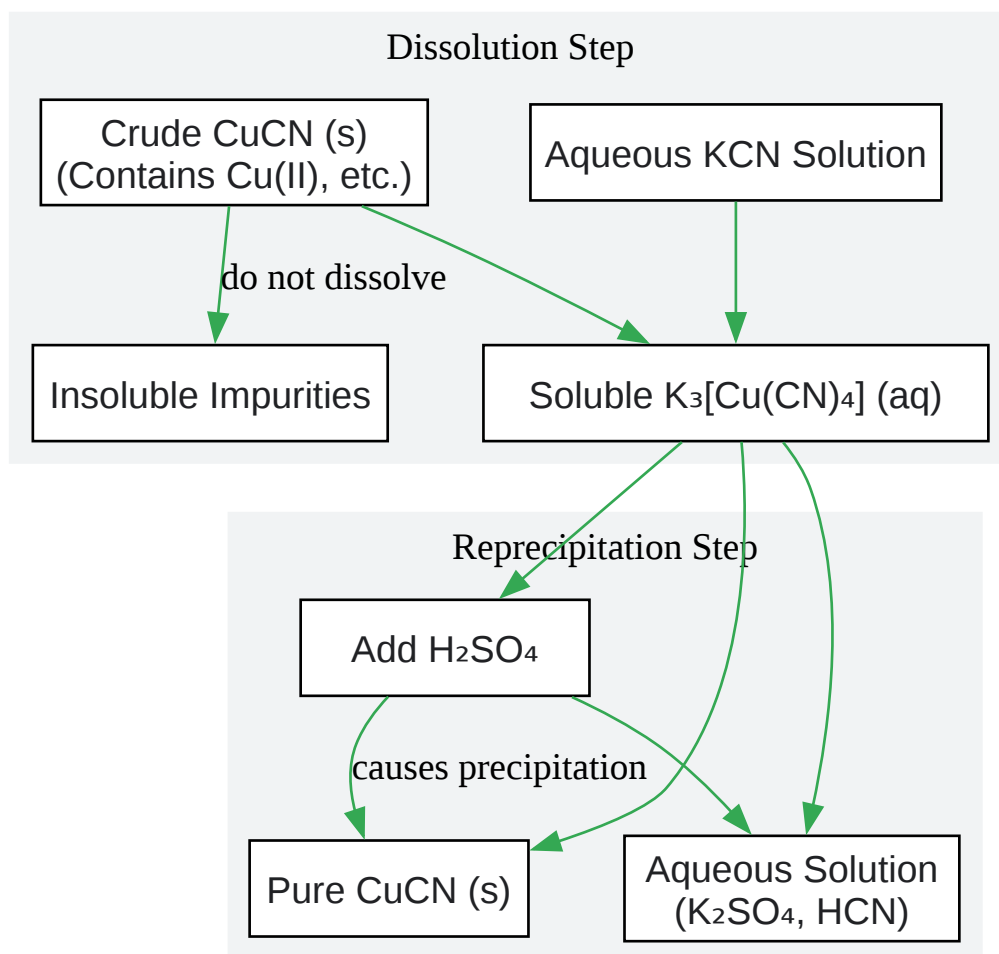 Dissolution Step
Crude CuCN (s)
(Contains Cu(II), etc.)
Aqueous KCN Solution
do not dissolve
Insoluble Impurities
Soluble K₃[Cu(CN)₄] (aq)
Reprecipitation Step
Add H₂SO₄
causes precipitation
Pure CuCN (s)
Aqueous Solution
(K₂SO₄, HCN)